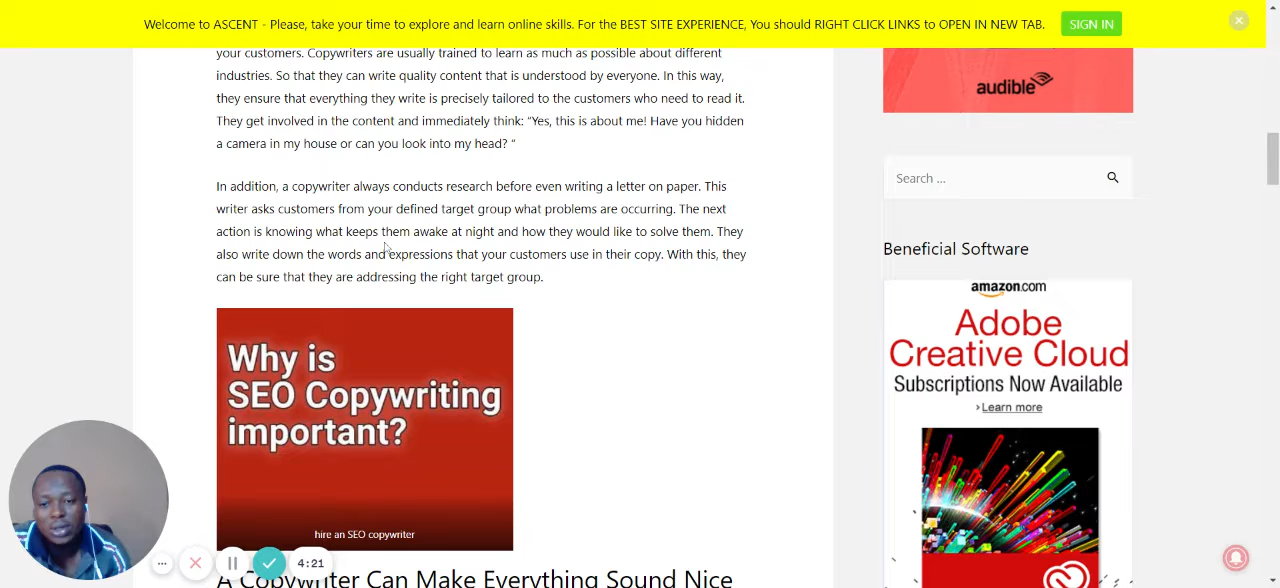 Welcome to ASCENT - Please, take your time to explore and learn online skills. For the BEST SITE EXPERIENCE, You should RIGHT CLICK LINKS to OPEN IN NEW TAB.
SIGN IN
your customers. Copywriters are usually trained to learn as much as possible about different
industries. So that they can write quality content that is understood by everyone. In this way,
they ensure that everything they write is precisely tailored to the customers who need to read it.
They get involved in the content and immediately think: “Yes, this is about me! Have you hidden
a camera in my house or can you look into my head? “
In addition, a copywriter always conducts research before even writing a letter on paper. This
writer asks customers from your defined target group what problems are occurring. The next
action is knowing what keeps them awake at night and how they would like to solve them. They
also write down the words and expressions that your customers use in their copy. With this, they
can be sure that they are addressing the right target group.
Why is
SEO Copywriting
important?
hire an SEO copywriter
A Copywriter Can Make Everything Sound Nice
4:21
audible
Search ...
Beneficial Software
amazon.com
Adobe
Creative Cloud
Subscriptions Now Available
› Learn more